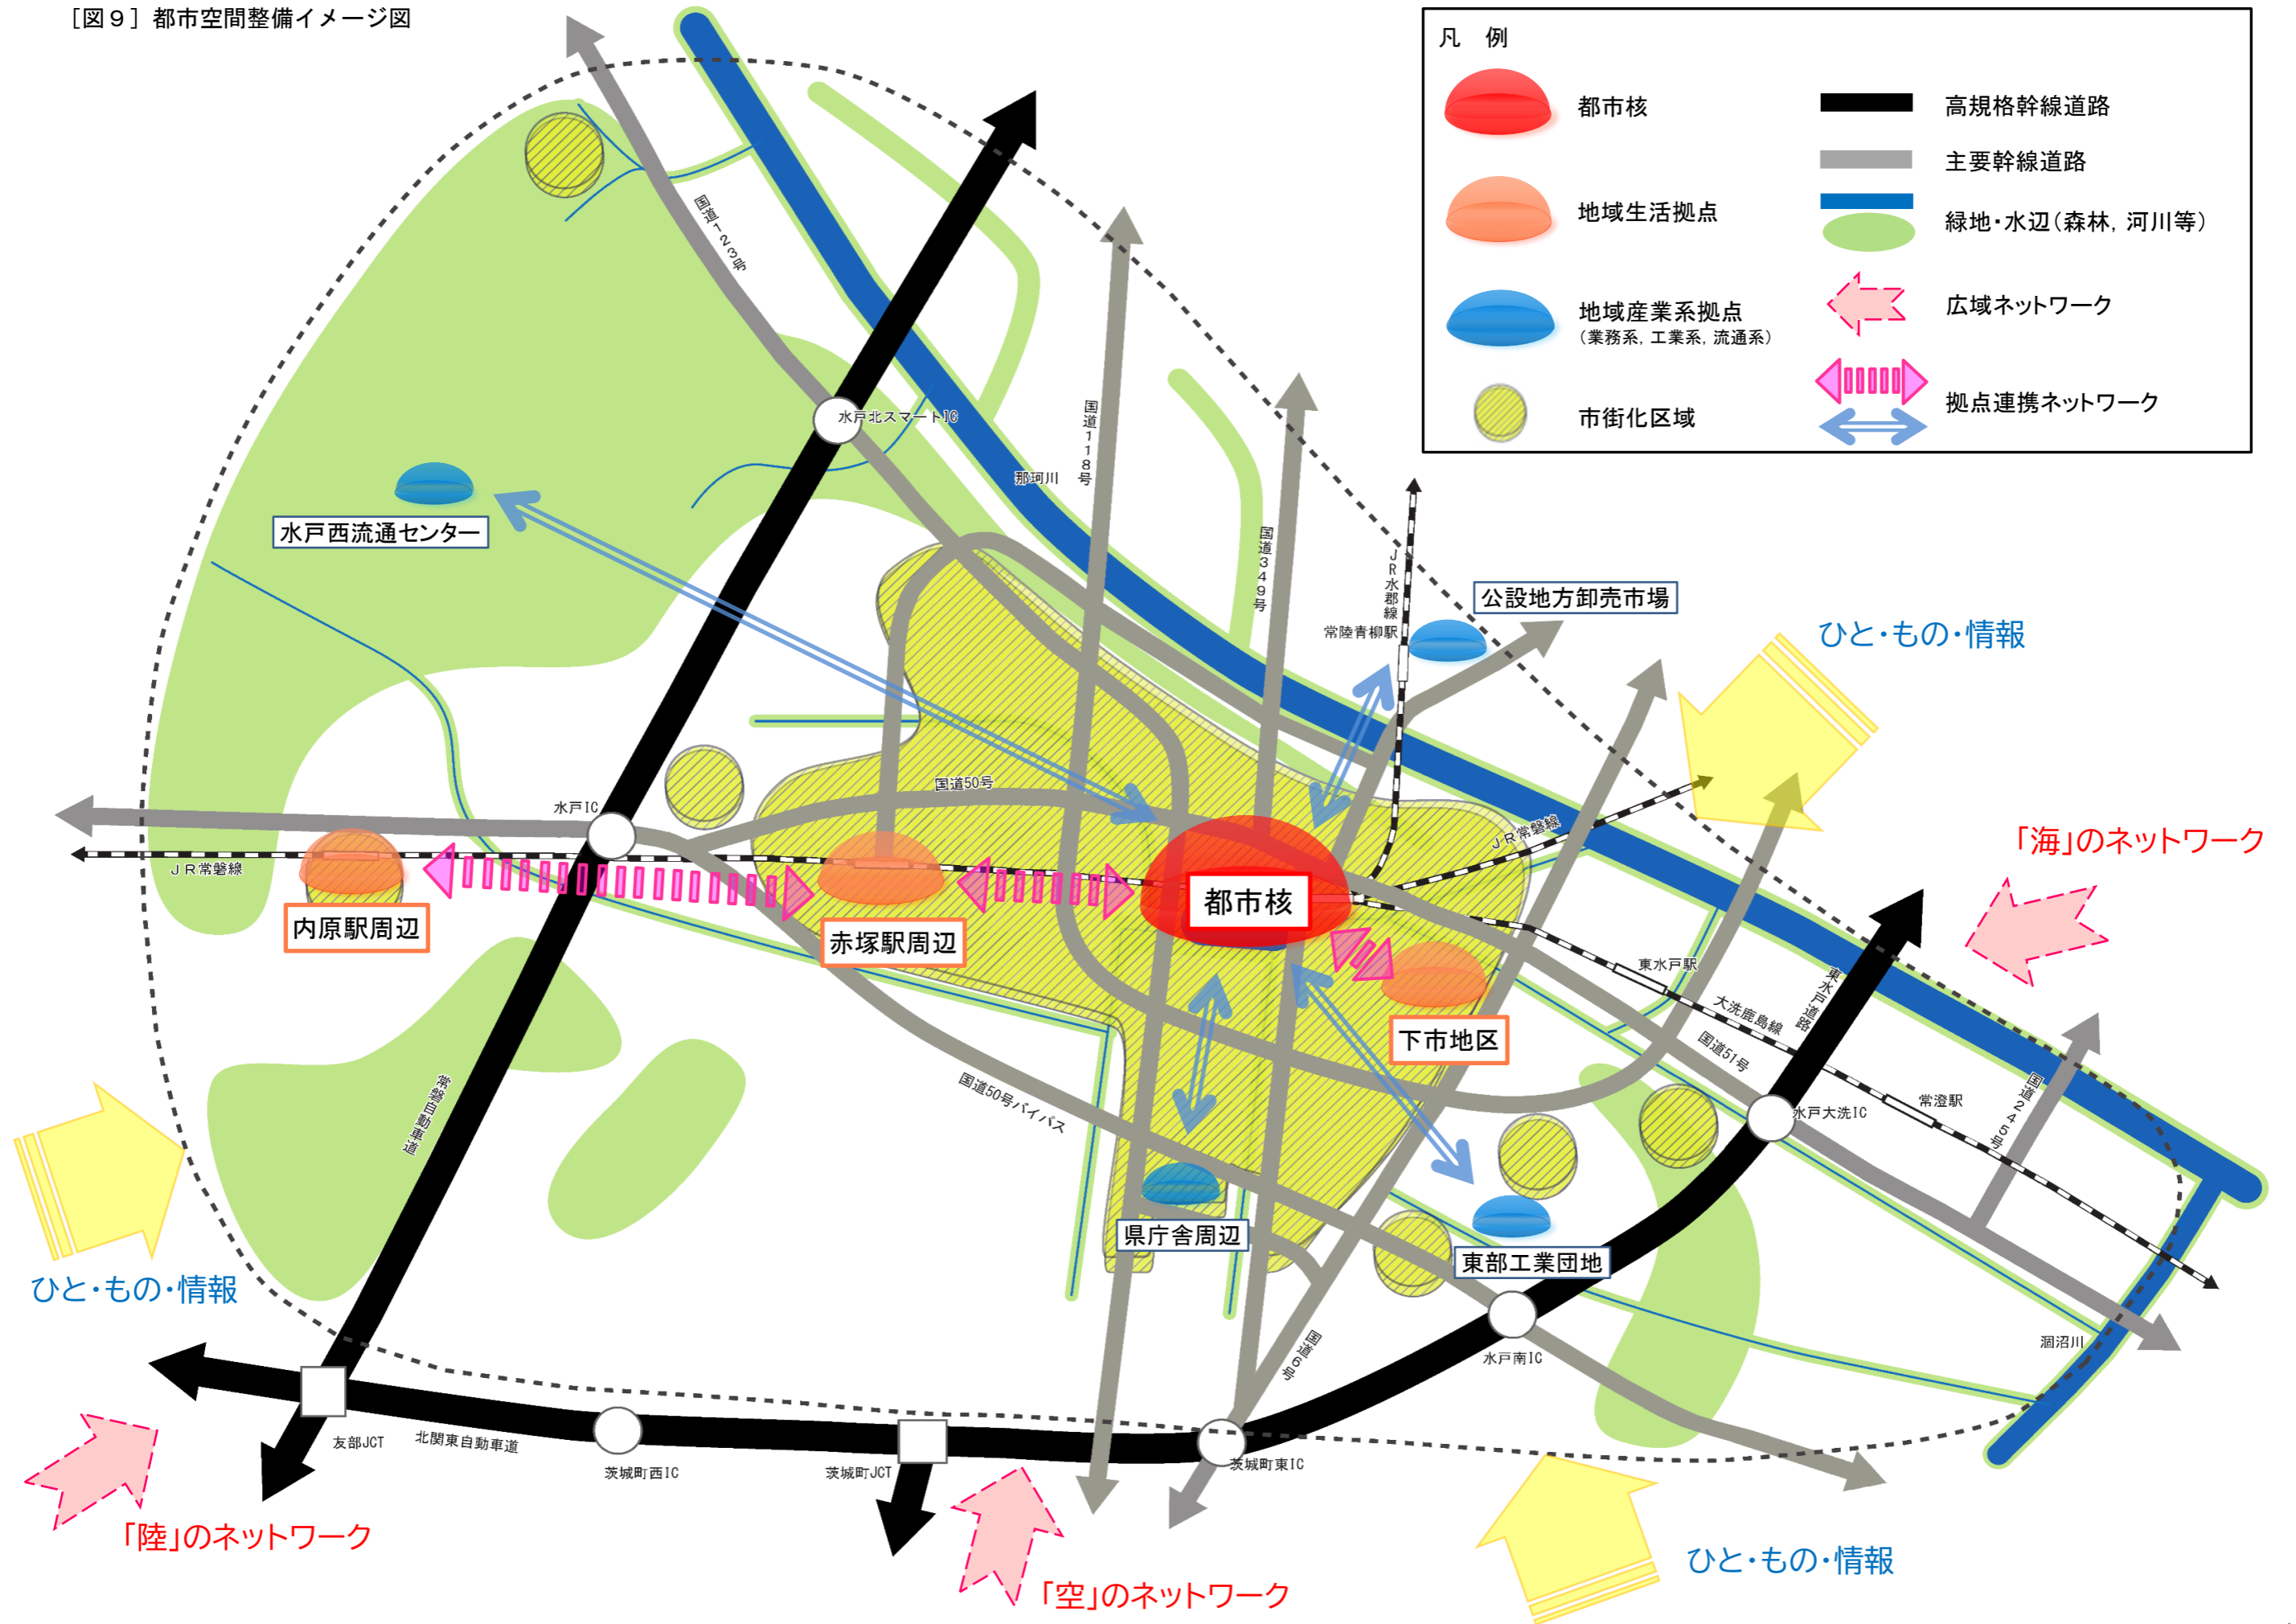 ［図９］都市空間整備イメージ図
凡　例
都市核
地域生活拠点
地域産業系拠点
（業務系，工業系，流通系）
市街化区域
高規格幹線道路
主要幹線道路
緑地・水辺（森林，河川等）
広域ネットワーク
拠点連携ネットワーク
国道１２３号
水戸北スマートIC
国道１１８号
那珂川
水戸西流通センター
国道３４９号
ＪＲ水郡線
公設地方卸売市場
常陸青柳駅
ひと・もの・情報
国道50号
水戸IC
ＪＲ常磐線
ＪＲ常磐線
「海」のネットワーク
都市核
内原駅周辺
赤塚駅周辺
東水戸駅
東水戸道路
大洗鹿島線
下市地区
国道51号
常磐自動車道
国道50号バイパス
水戸大洗IC
常澄駅
国道２４５号
県庁舎周辺
東部工業団地
ひと・もの・情報
涸沼川
国道６号
水戸南IC
友部JCT
北関東自動車道
茨城町西IC
茨城町JCT
茨城町東IC
「陸」のネットワーク
ひと・もの・情報
「空」のネットワーク